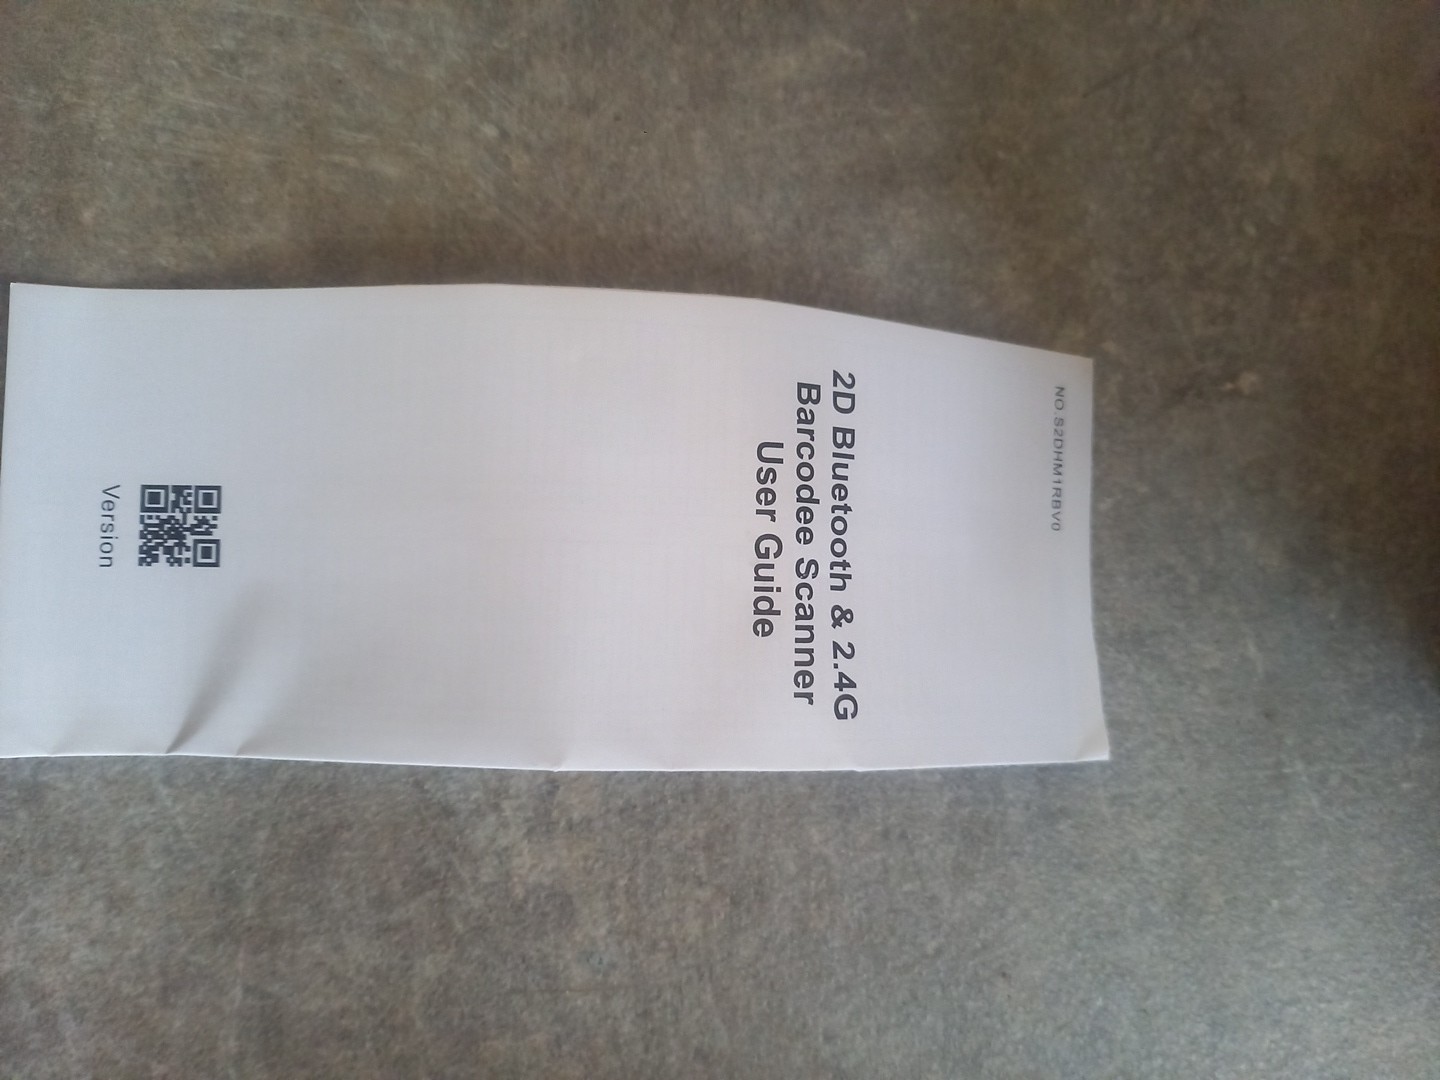 NO.S2DHM1RBV0
2D Bluetooth & 2.4G
Barcodee Scanner
User Guide
Version